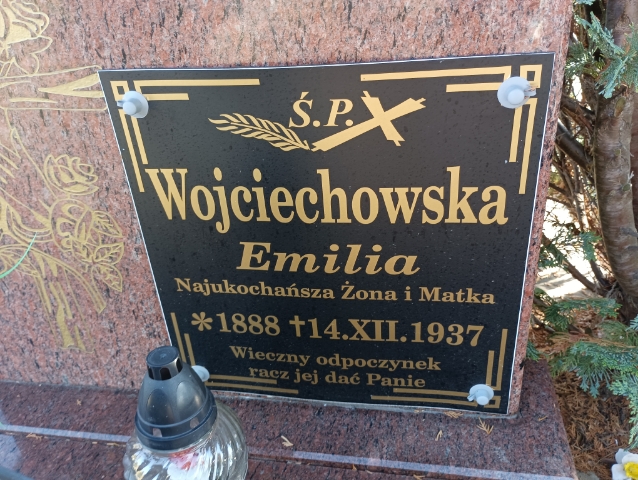 Ś.P.
Wojciechowska
Emilia
Najukochańsza Żona i Matka
*1888 †14.XII.1937
Wieczny odpoczynek
racz jej dać Panie